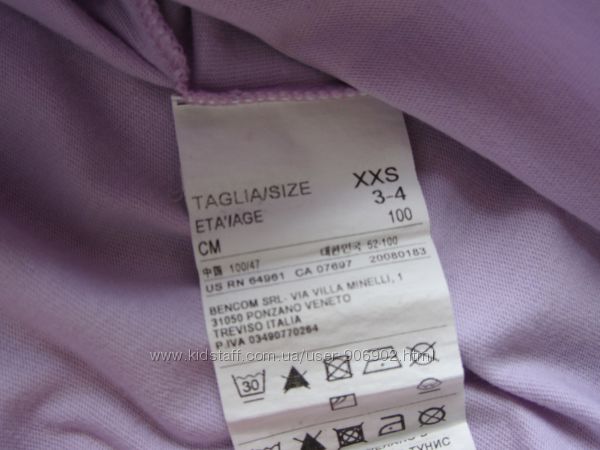 TAGLIA/SIZE XXS
ETA'/AGE 3-4
CM 100
中国 100/47 대한민국 52-100
US RN 64961 CA 07697 20080183
BENCOM SRL- VIA VILLA MINELLI, 1
31050 PONZANO VENETO
TREVISO ITALIA
P.IVA 03490770264
www.kidstaff.com.ua/user-906902.html
30
ТУНИС